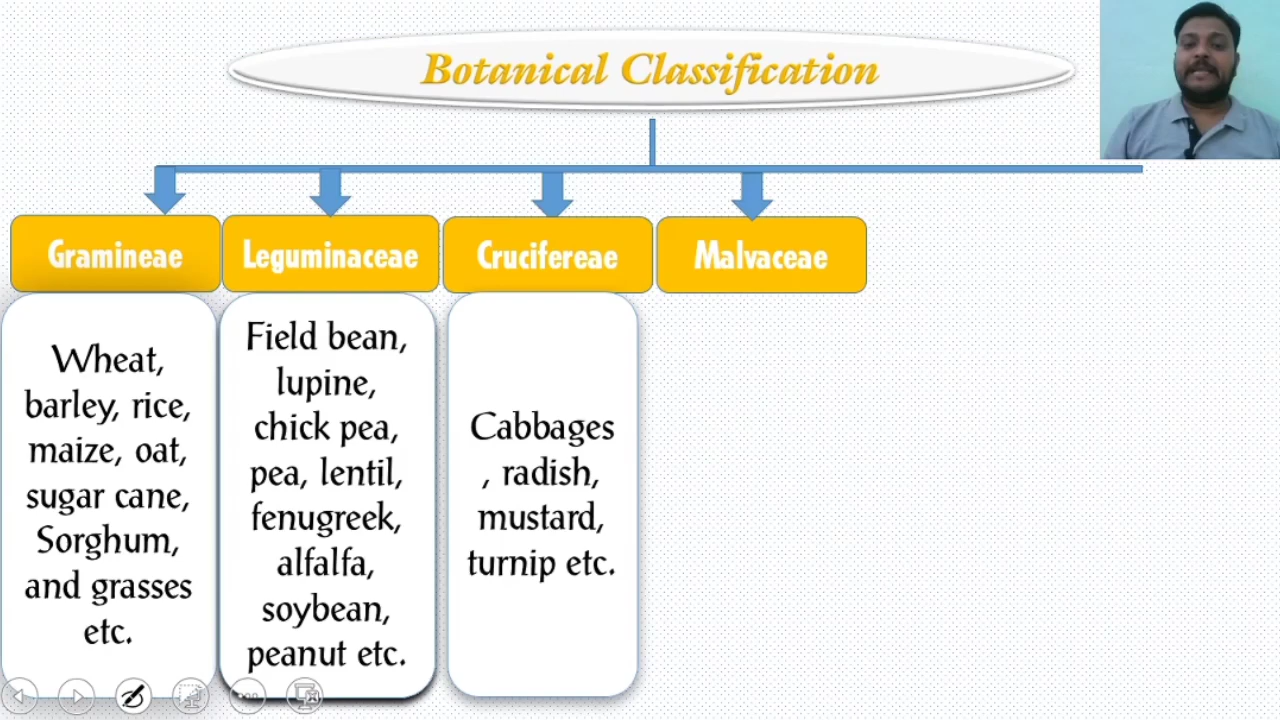 Botanical Classification
Gramineae
Leguminaceae
Crucifereae
Malvaceae
Wheat,
barley, rice,
maize, oat,
sugar cane,
Sorghum,
and grasses
etc.
Field bean,
lupine,
chick pea,
pea, lentil,
fenugreek,
alfalfa,
soybean,
peanut etc.
Cabbages
, radish,
mustard,
turnip etc.